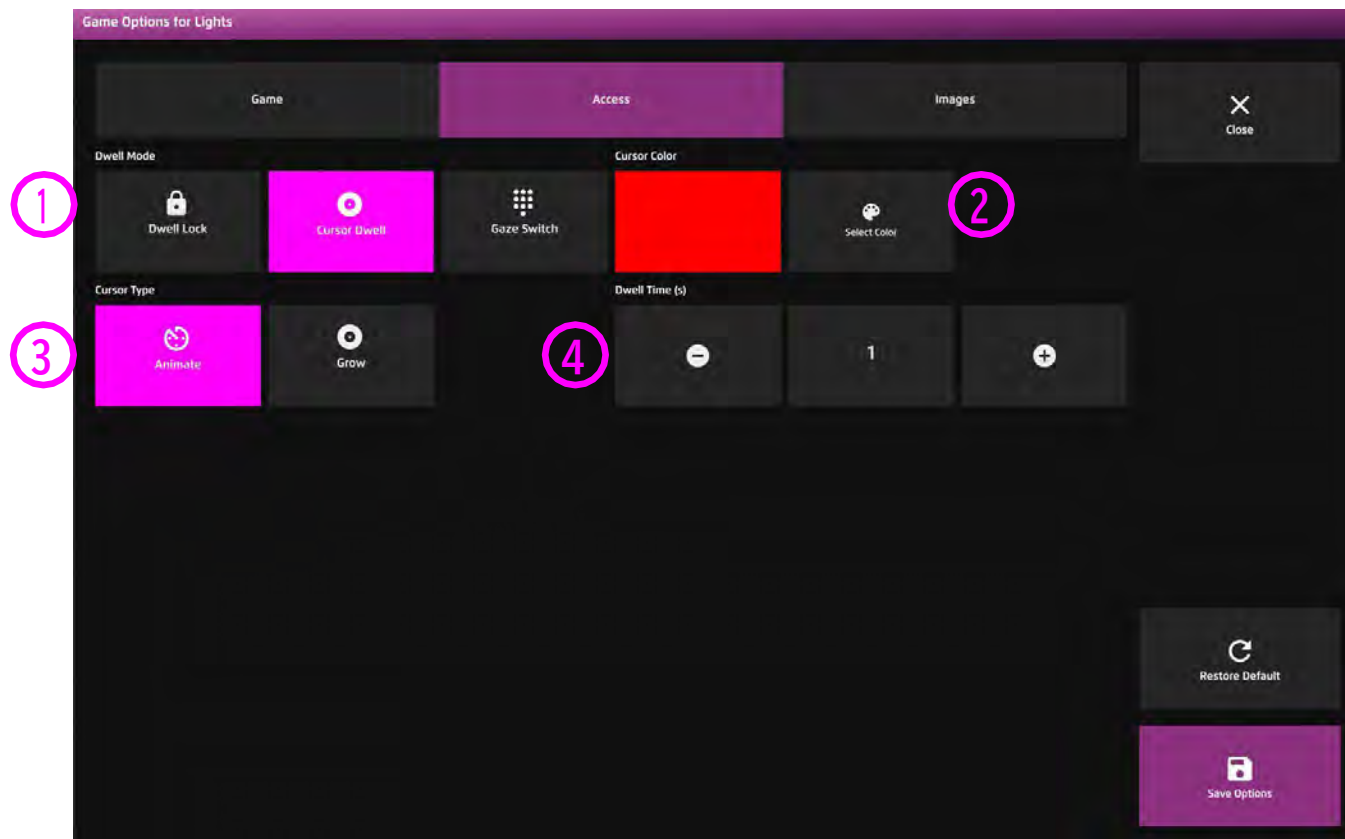 Game Options for Lights
Game
Access
Images
Close
Dwell Mode
Cursor Color
1
Dwell Lock
Cursor Dwell
Gaze Switch
Select Color
2
Cursor Type
Dwell Time (s)
3
Animate
Grow
4
1
Restore Default
Save Options